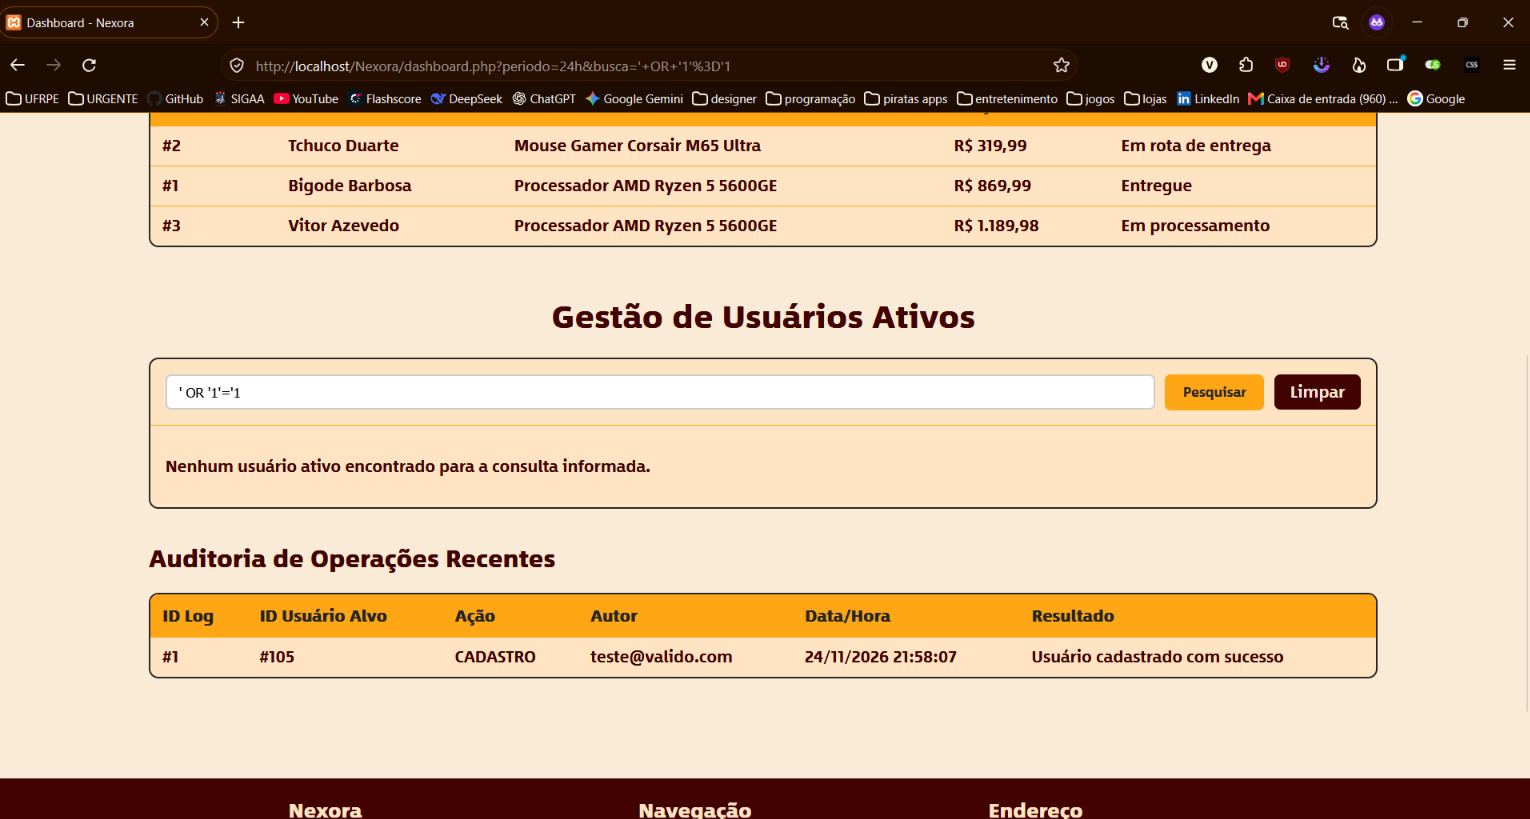 Dashboard - Nexora
http://localhost/Nexora/dashboard.php?periodo=24h&busca='+OR+'1'%3D'1
UFRPE URGENTE GitHub SIGAA YouTube Flashscore DeepSeek ChatGPT Google Gemini designer programação piratas apps entretenimento jogos lojas LinkedIn Caixa de entrada (960) ... Google
#2 Tchuco Duarte Mouse Gamer Corsair M65 Ultra R$ 319,99 Em rota de entrega
#1 Bigode Barbosa Processador AMD Ryzen 5 5600GE R$ 869,99 Entregue
#3 Vitor Azevedo Processador AMD Ryzen 5 5600GE R$ 1.189,98 Em processamento
Gestão de Usuários Ativos
' OR '1'='1 Pesquisar Limpar
Nenhum usuário ativo encontrado para a consulta informada.
Auditoria de Operações Recentes
ID Log ID Usuário Alvo Ação Autor Data/Hora Resultado
#1 #105 CADASTRO teste@valido.com 24/11/2026 21:58:07 Usuário cadastrado com sucesso
Nexora Navegação Endereço